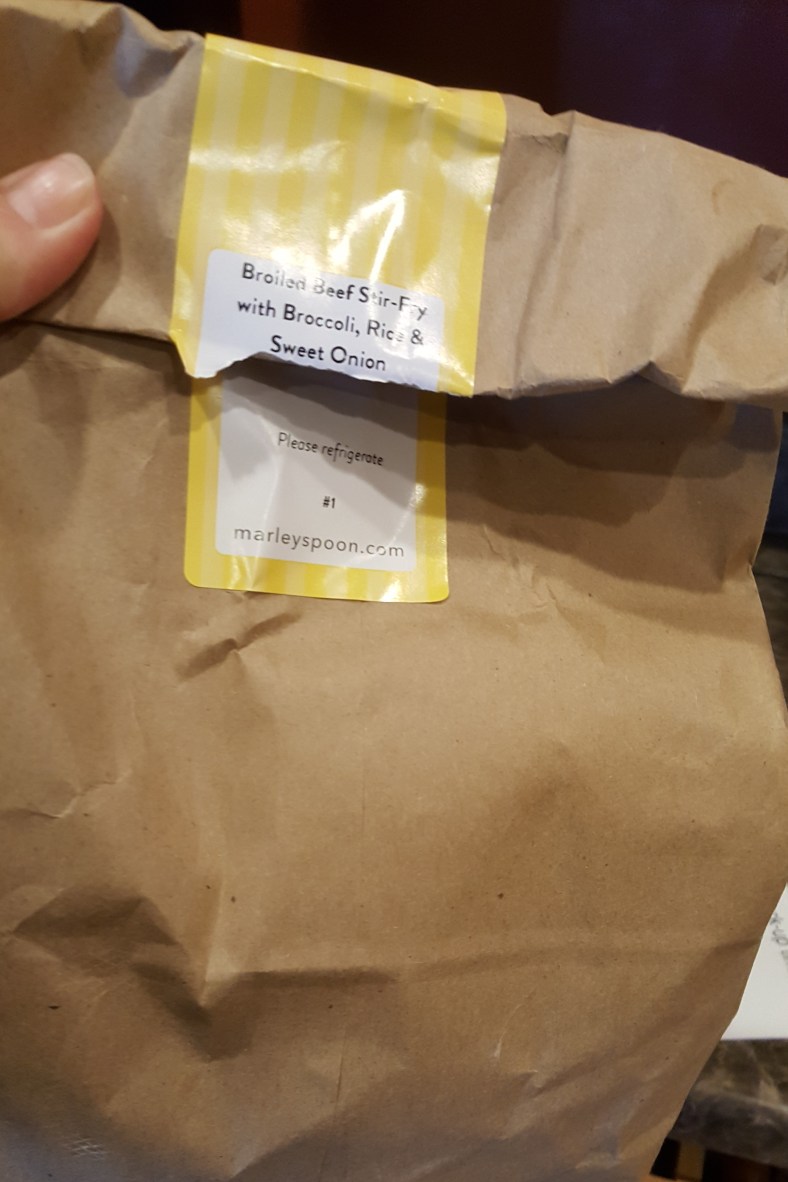 Broiled Beef Stir-Fry
with Broccoli, Rice &
Sweet Onion
Please refrigerate
#1
marleyspoon.com